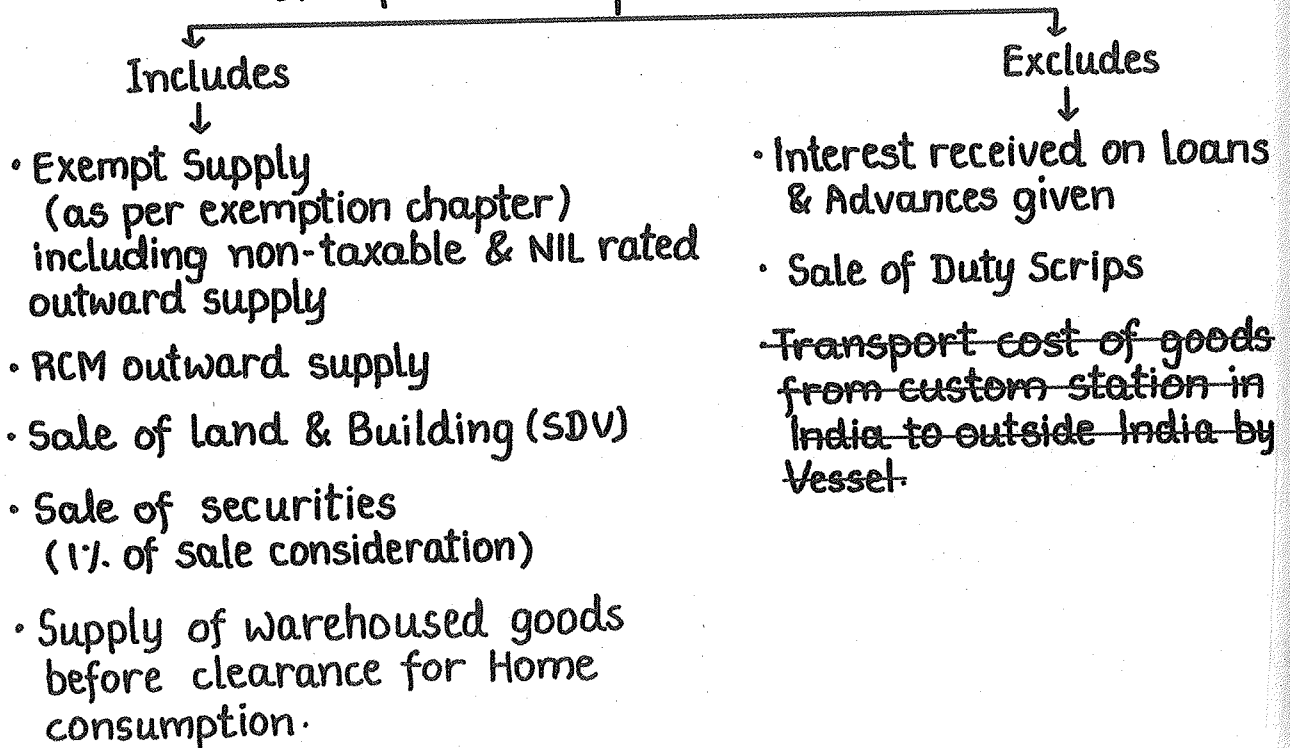 Includes
Excludes
↓
↓
• Exempt Supply
(as per exemption chapter)
including non-taxable & NIL rated
outward supply
• RCM outward supply
• Sale of land & Building (SDV)
• Sale of securities
(1% of sale consideration)
• Supply of warehoused goods
before clearance for Home
consumption.
• Interest received on loans
& Advances given
• Sale of Duty Scrips
• Transport cost of goods
from custom station in
India to outside India by
Vessel.